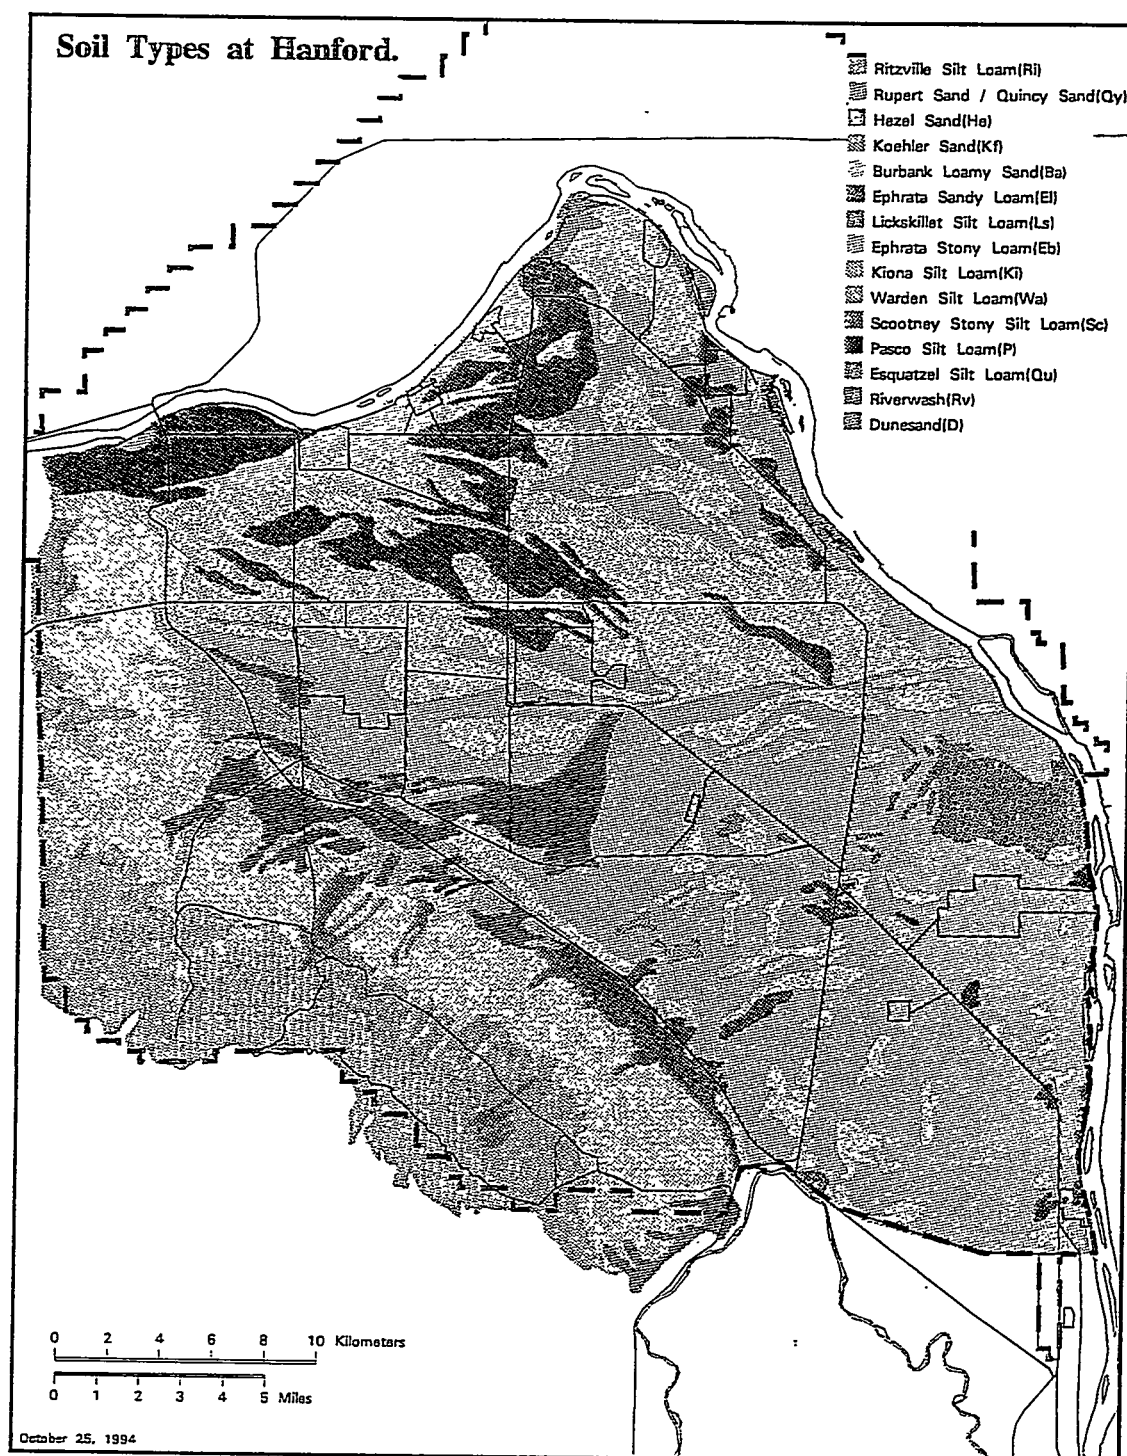 Soil Types at Hanford.
Ritzville Silt Loam(Ri)
Rupert Sand / Quincy Sand(Qy)
Hezel Sand(He)
Koehler Sand(Kf)
Burbank Loamy Sand(Ba)
Ephrata Sandy Loam(El)
Lickskillet Silt Loam(Ls)
Ephrata Stony Loam(Eb)
Kiona Silt Loam(Ki)
Warden Silt Loam(Wa)
Scootney Stony Silt Loam(Sc)
Pasco Silt Loam(P)
Esquatzel Silt Loam(Qu)
Riverwash(Rv)
Dunesand(D)
0 2 4 6 8 10 Kilometers
0 1 2 3 4 5 Miles
October 25, 1994